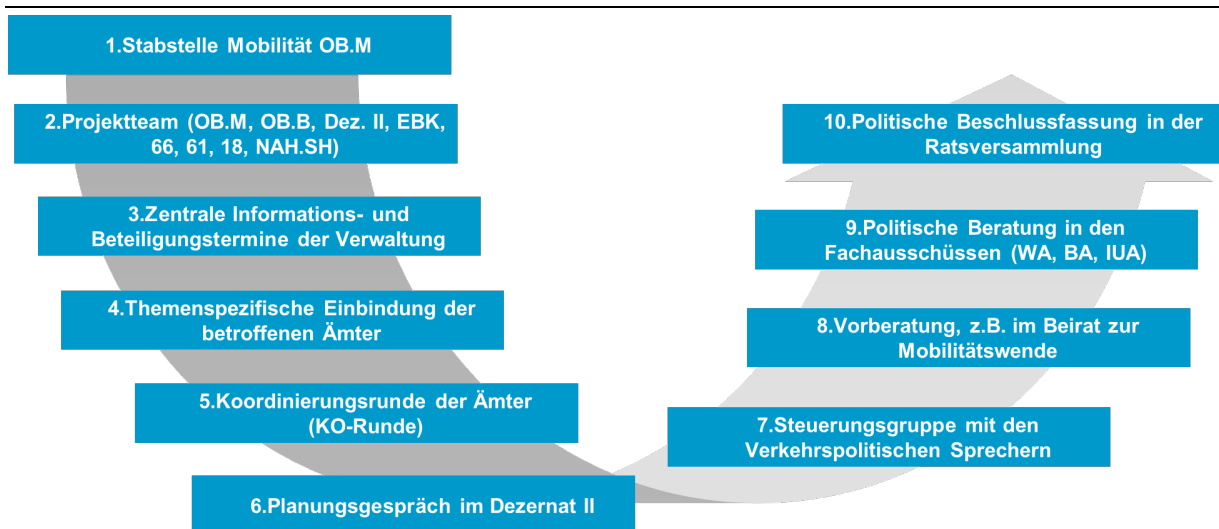 1.Stabstelle Mobilität OB.M
2.Projektteam (OB.M, OB.B, Dez. II, EBK,
66, 61, 18, NAH.SH)
3.Zentrale Informations- und
Beteiligungstermine der Verwaltung
4.Themenspezifische Einbindung der
betroffenen Ämter
5.Koordinierungsrunde der Ämter
(KO-Runde)
6.Planungsgespräch im Dezernat II
7.Steuerungsgruppe mit den
Verkehrspolitischen Sprechern
8.Vorberatung, z.B. im Beirat zur
Mobilitätswende
9.Politische Beratung in den
Fachausschüssen (WA, BA, IUA)
10.Politische Beschlussfassung in der
Ratsversammlung